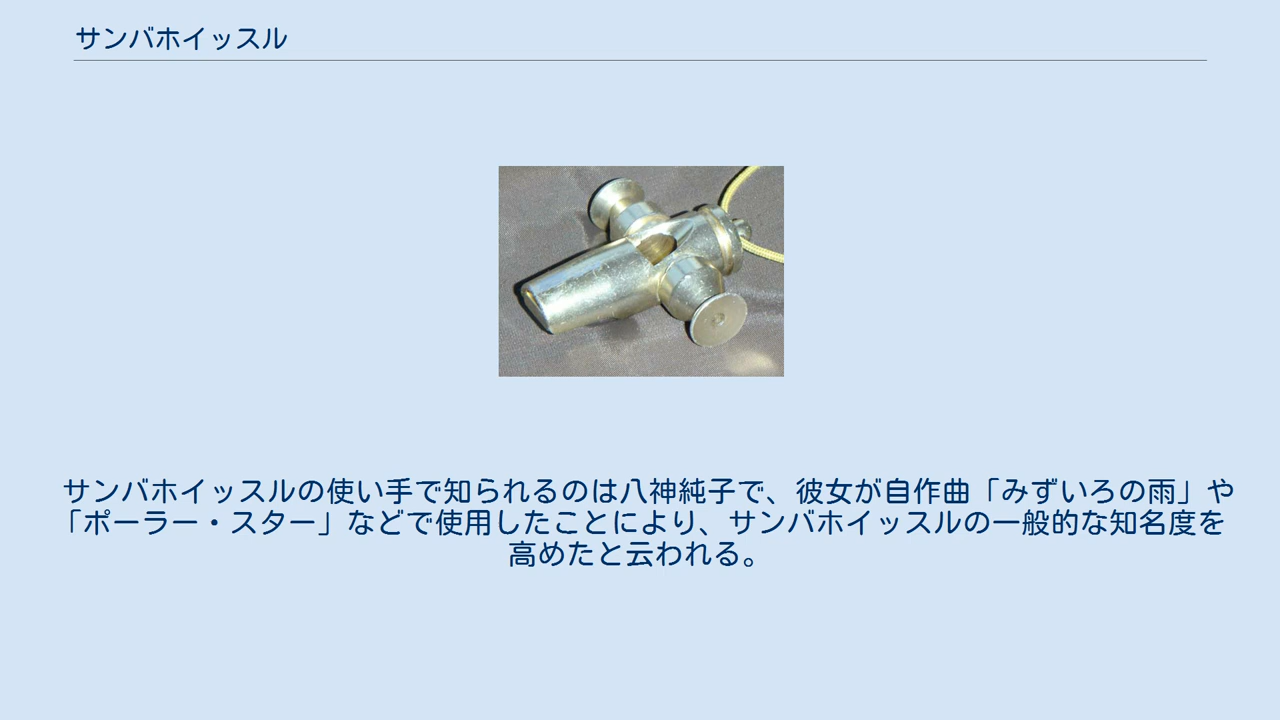 サンバホイッスル
サンバホイッスルの使い手で知られるのは八神純子で、彼女が自作曲「みずいろの雨」や
「ポーラー・スター」などで使用したことにより、サンバホイッスルの一般的な知名度を
高めたと云われる。